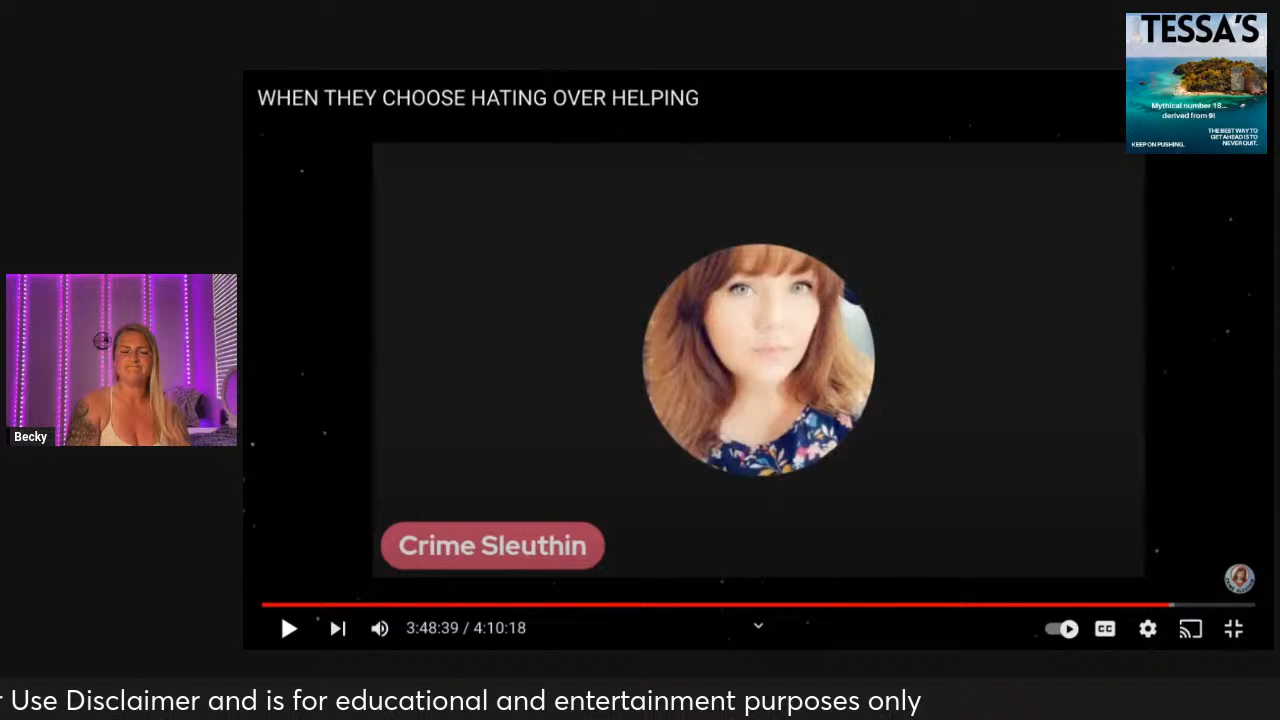 TESSA'S
WHEN THEY CHOOSE HATING OVER HELPING
Mythical number 18...
derived from 9!
THE BEST WAY TO
GET AHEAD IS TO
NEVER QUIT.
KEEP ON PUSHING.
Becky
Crime Sleuthin
3:48:39 / 4:10:18
CC
r Use Disclaimer and is for educational and entertainment purposes only